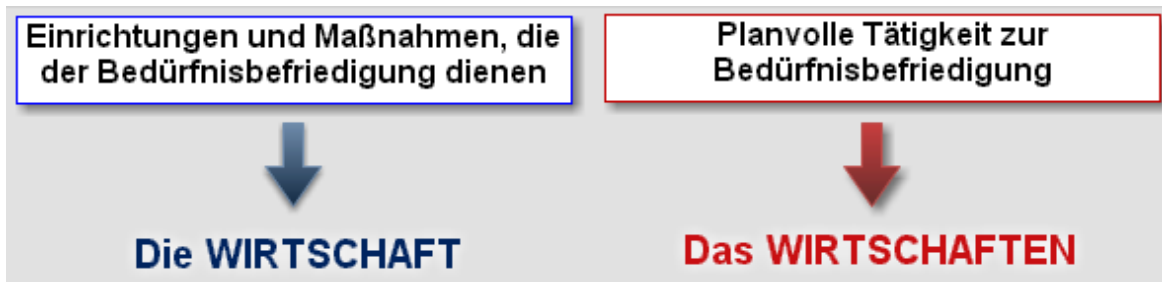 Einrichtungen und Maßnahmen, die
der Bedürfnisbefriedigung dienen
Die WIRTSCHAFT
Planvolle Tätigkeit zur
Bedürfnisbefriedigung
Das WIRTSCHAFTEN